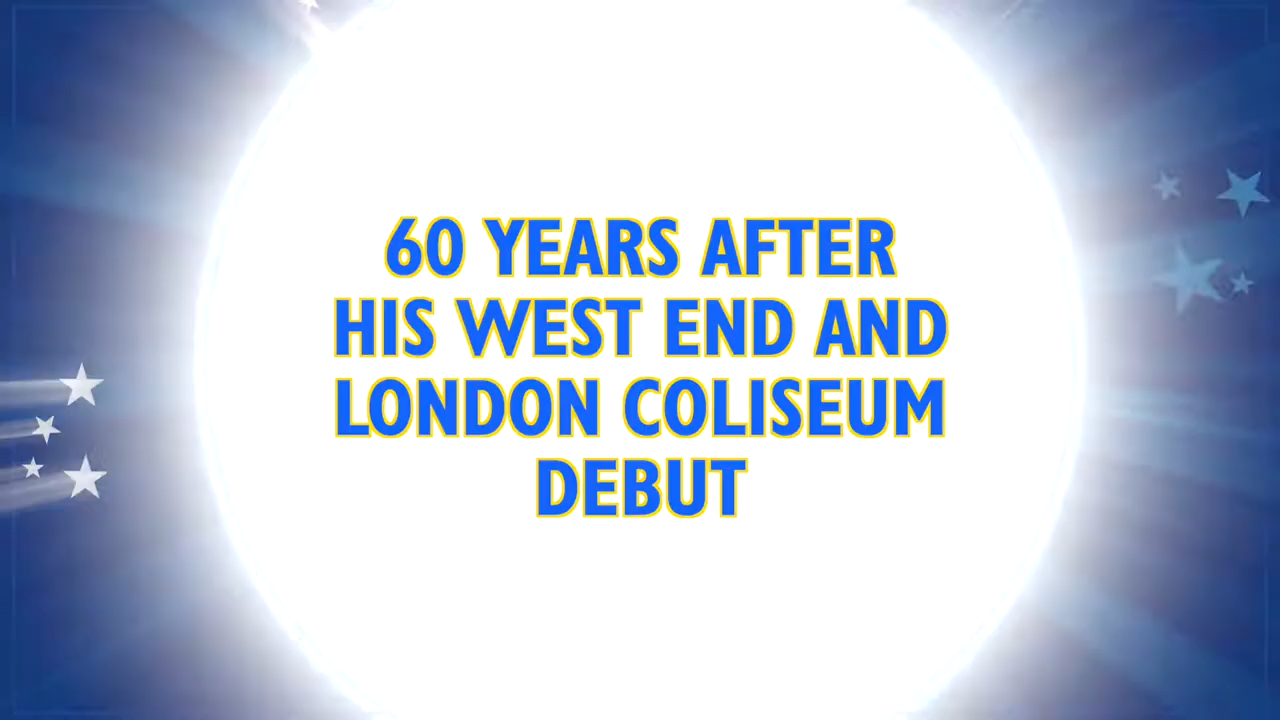 60 YEARS AFTER
HIS WEST END AND
LONDON COLISEUM
DEBUT